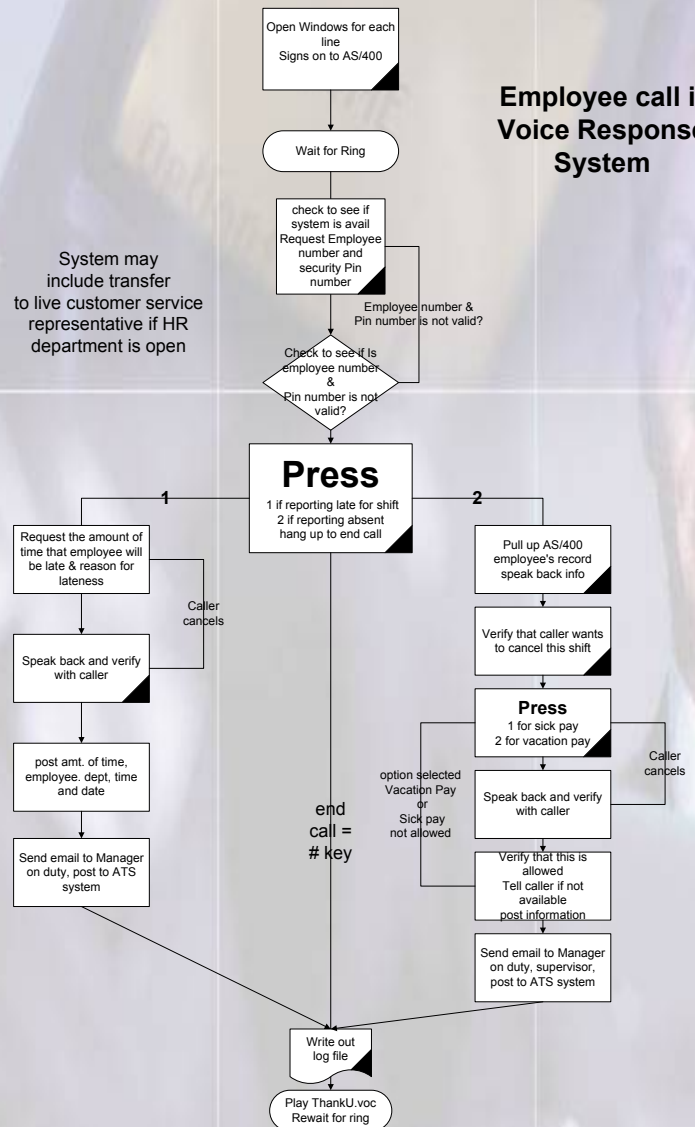 Open Windows for each
line
Signs on to AS/400
Employee call i
Voice Response
System
Wait for Ring
check to see if
system is avail
Request Employee
number and
security Pin
number
System may
include transfer
to live customer service
representative if HR
department is open
Employee number &
Pin number is not valid?
Check to see if Is
employee number
&
Pin number is not
valid?
Press
1 if reporting late for shift
2 if reporting absent
hang up to end call
1
2
Request the amount of
time that employee will
be late & reason for
lateness
Caller
cancels
Speak back and verify
with caller
post amt. of time,
employee. dept, time
and date
Send email to Manager
on duty, post to ATS
system
end
call =
# key
Pull up AS/400
employee's record
speak back info
Verify that caller wants
to cancel this shift
Press
1 for sick pay
2 for vacation pay
option selected
Vacation Pay
or
Sick pay
not allowed
Caller
cancels
Speak back and verify
with caller
Verify that this is
allowed
Tell caller if not
available
post information
Send email to Manager
on duty, supervisor,
post to ATS system
Write out
log file
Play ThankU.voc
Rewait for ring